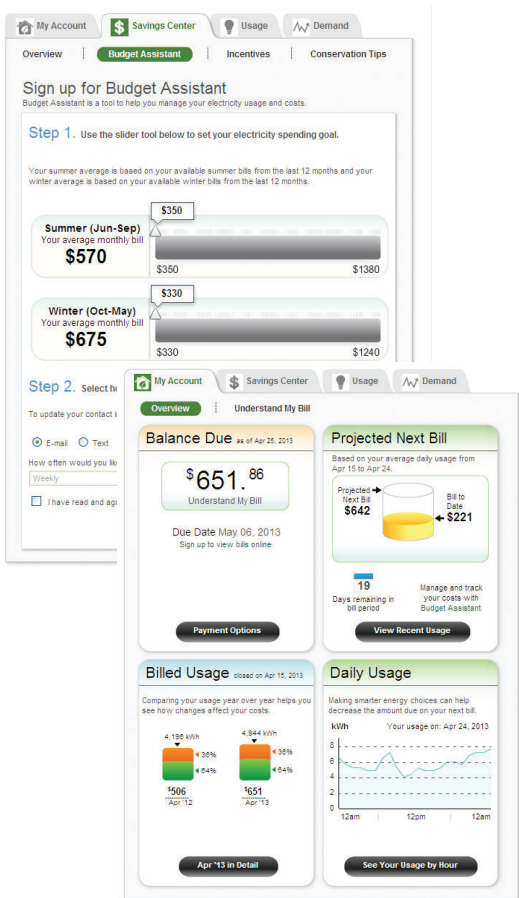 My Account
Savings Center
Usage
Demand
Overview
Budget Assistant
Incentives
Conservation Tips
Sign up for Budget Assistant
Budget Assistant is a tool to help you manage your electricity usage and costs.
Step 1. Use the slider tool below to set your electricity spending goal.
Your summer average is based on your available summer bills from the last 12 months and your
winter average is based on your available winter bills from the last 12 months.
$350
Summer (Jun-Sep)
Your average monthly bill
$570
$350
$1380
$330
Winter (Oct-May)
Your average monthly bill
$675
$330
$1240
Step 2. Select
To update your contact
E-mail
Text
How often would you
Weekly
I have read and
My Account
Savings Center
Usage
Demand
Overview
Understand My Bill
Balance Due as of Apr 25, 2013
$651.86
Understand My Bill
Due Date May 06, 2013
Sign up to view bills online
Payment Options
Projected Next Bill
Based on your average daily usage from
Apr 15 to Apr 24.
Projected
Next Bill
$642
Bill to
Date
$221
19
Days remaining in
bill period
Manage and track
your costs with
Budget Assistant
View Recent Usage
Billed Usage closed on Apr 15, 2013
Comparing your usage year over year helps you
see how changes affect your costs.
4,196 kWh
36%
64%
$506
Apr '12
4,844 kWh
36%
64%
$651
Apr '13
Apr '13 in Detail
Daily Usage
Making smarter energy choices can help
decrease the amount due on your next bill.
kWh
Your usage on: Apr 24, 2013
8
6
4
2
0
12am
12pm
12am
See Your Usage by Hour